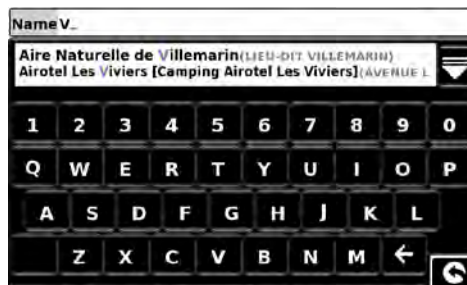 Name V_
Aire Naturelle de Villemarin(LIEU-DIT VILLEMARIN)
Airotel Les Viviers [Camping Airotel Les Viviers](AVENUE L
1 2 3 4 5 6 7 8 9 0
Q W E R T Y U I O P
A S D F G H J K L
Z X C V B N M ←